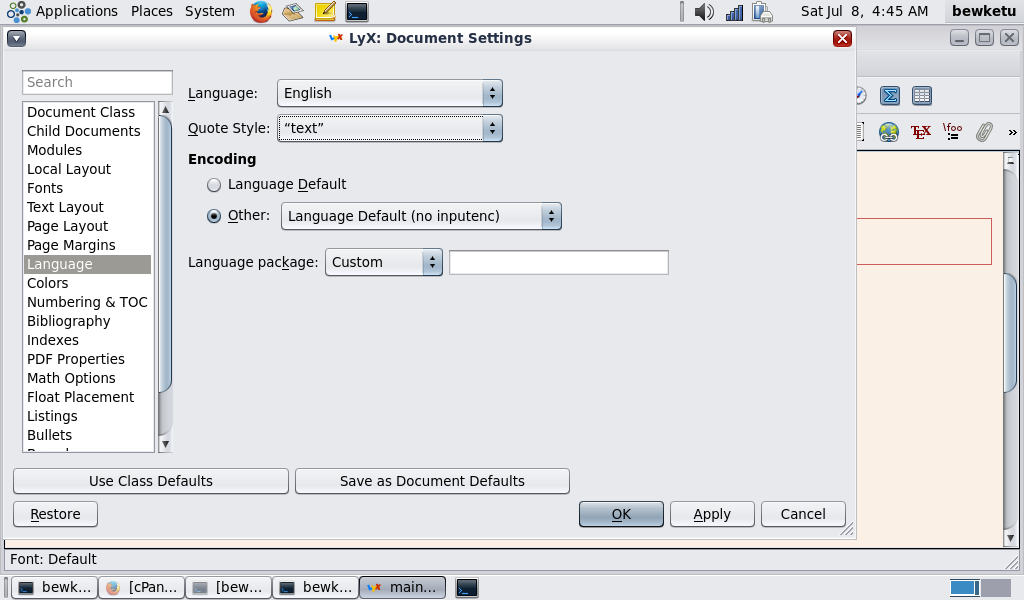 Applications Places System Sat Jul 8, 4:45 AM bewketu
LyX: Document Settings
Search
Document Class
Child Documents
Modules
Local Layout
Fonts
Text Layout
Page Layout
Page Margins
Language
Colors
Numbering & TOC
Bibliography
Indexes
PDF Properties
Math Options
Float Placement
Listings
Bullets
Language: English
Quote Style: “text”
Encoding
Language Default
Other: Language Default (no inputenc)
Language package: Custom
TEX \foo »
Use Class Defaults Save as Document Defaults
Restore OK Apply Cancel
Font: Default
bewk... [cPan... [bew... bewk... main...